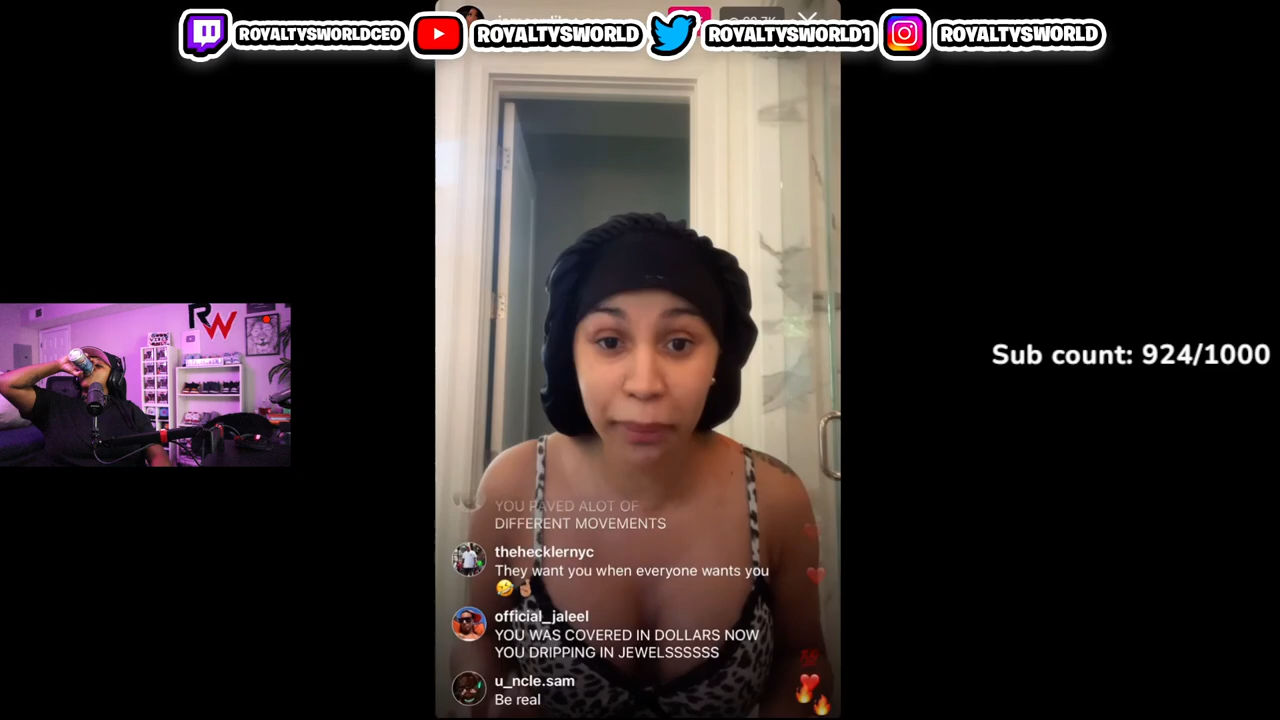 ROYALTYSWORLDCEO
ROYALTYSWORLD
ROYALTYSWORLD1
ROYALTYSWORLD
RW
Sub count: 924/1000
YOU PAVED ALOT OF
DIFFERENT MOVEMENTS
thehecklernyc
They want you when everyone wants you
🤣🤞🏽
official_jaleel
YOU WAS COVERED IN DOLLARS NOW
YOU DRIPPING IN JEWELSSSSSS
u_ncle.sam
Be real